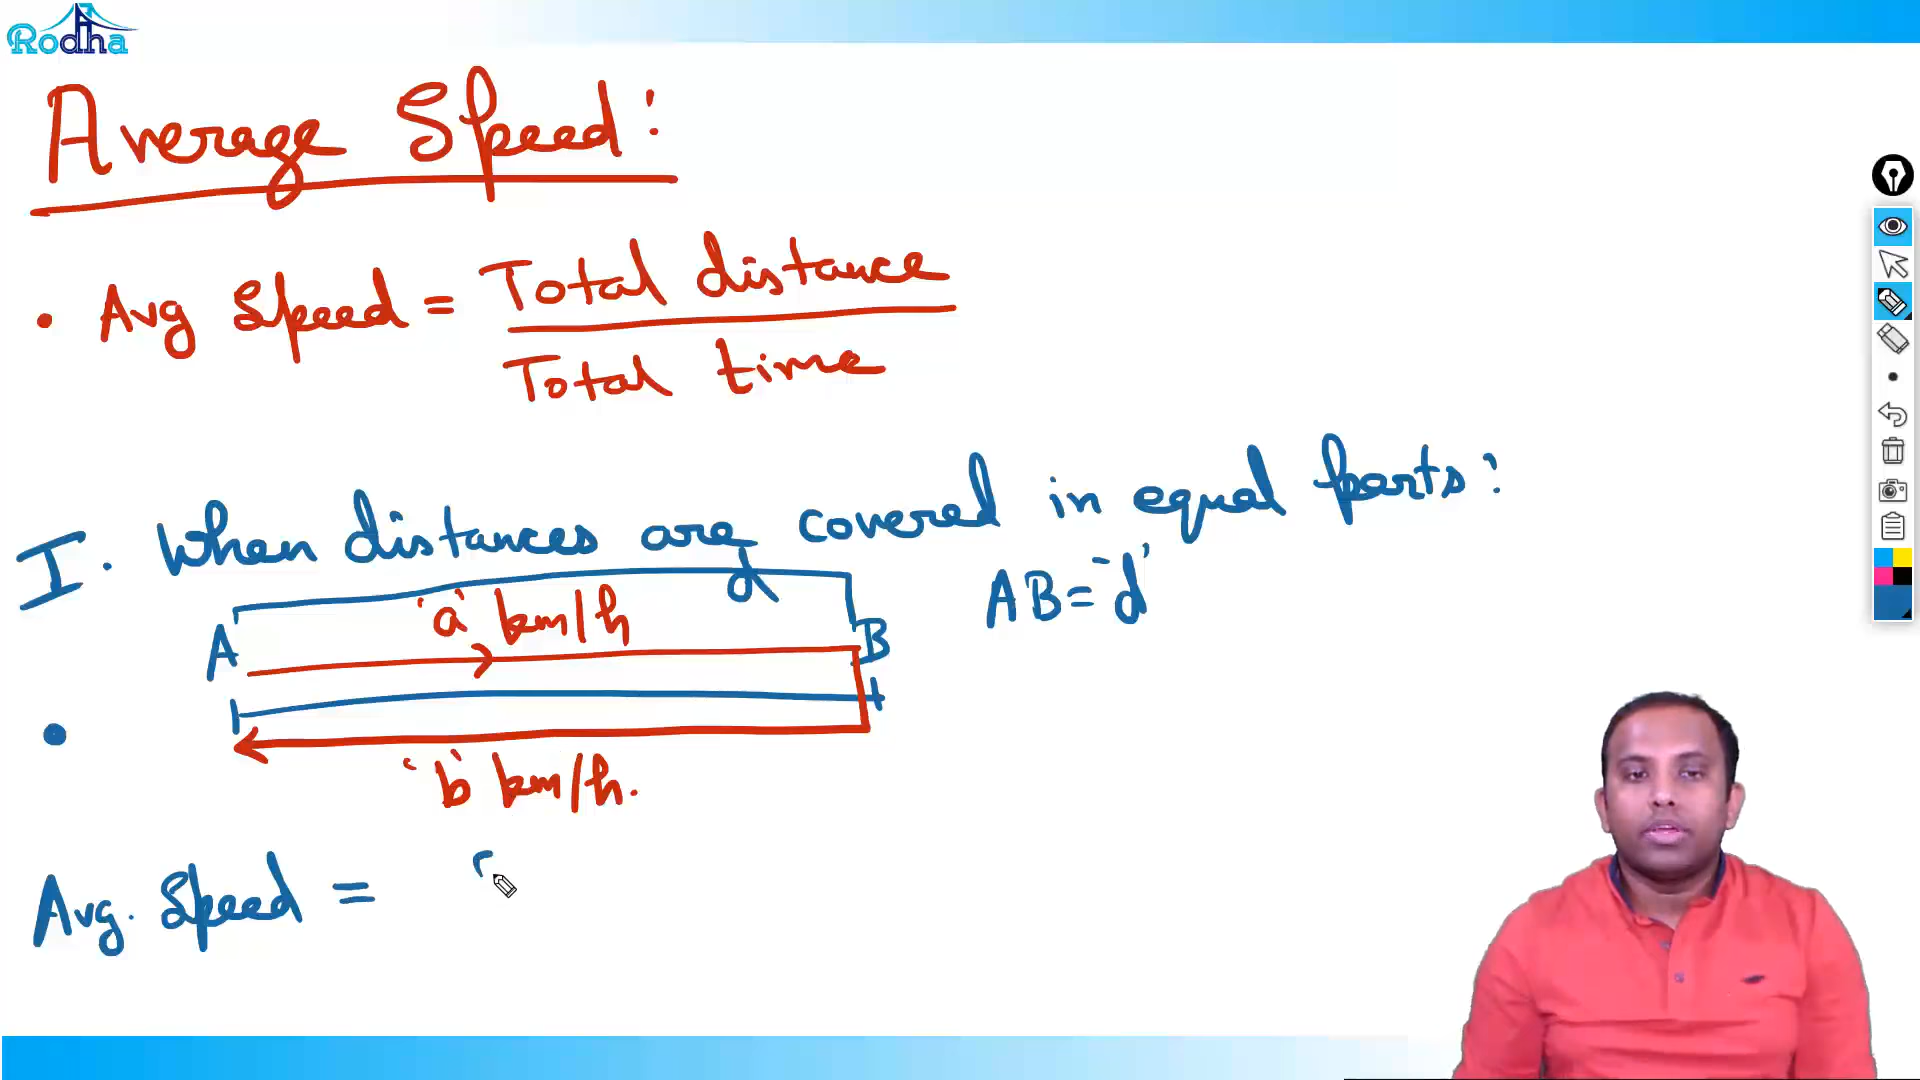 Rodha
Average Speed:
• Avg Speed = Total distance
Total time
I. When distances are covered in equal parts:
d
AB = 'd'
'a' km/h
A
B
'b' km/h.
Avg. Speed =